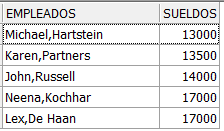 EMPLEADOS SUELDOS
Michael,Hartstein 13000
Karen,Partners 13500
John,Russell 14000
Neena,Kochhar 17000
Lex,De Haan 17000